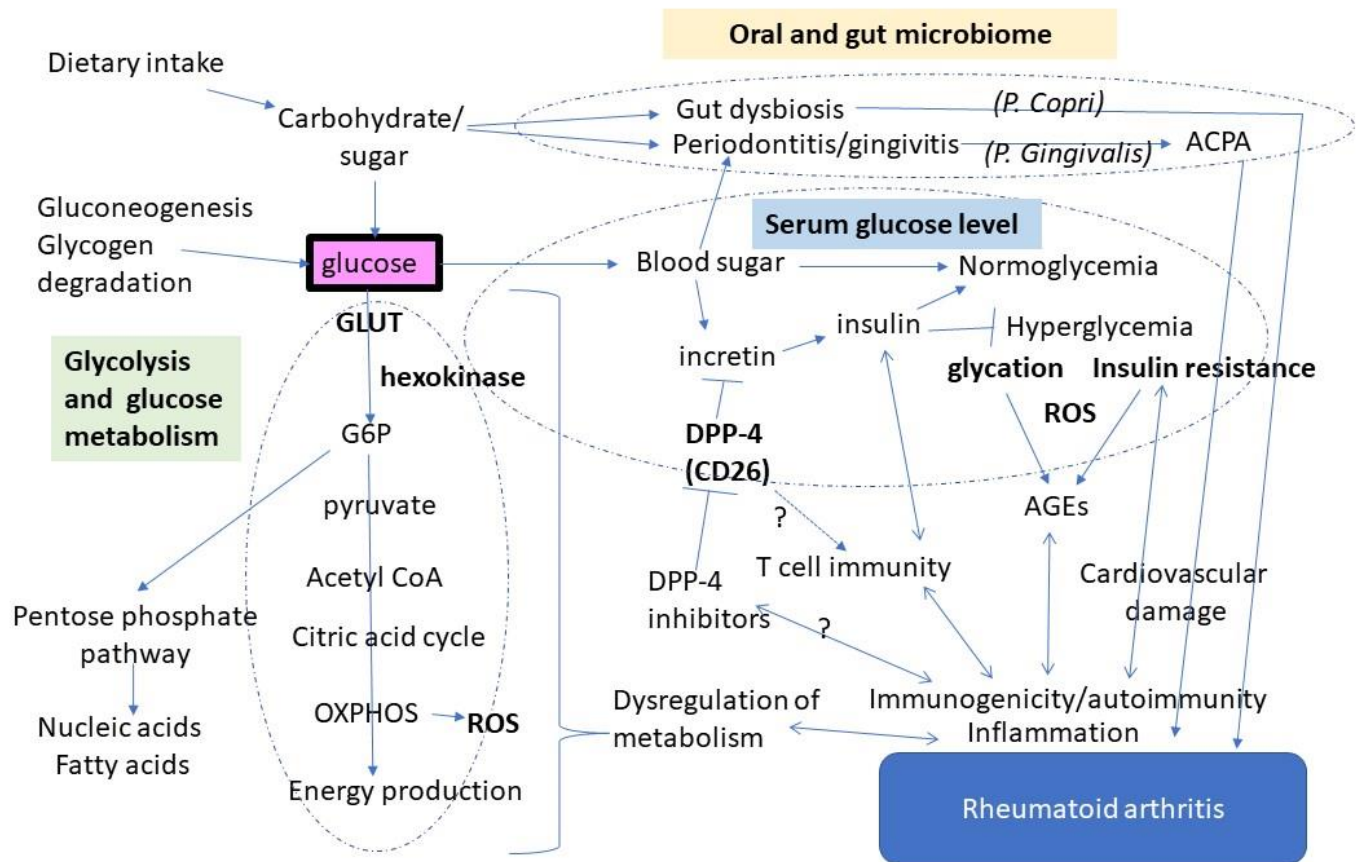 Oral and gut microbiome
Dietary intake
Carbohydrate/
sugar
Gut dysbiosis
(P. Copri)
Periodontitis/gingivitis
(P. Gingivalis)
ACPA
Gluconeogenesis
Glycogen
degradation
glucose
Serum glucose level
Blood sugar
Normoglycemia
GLUT
insulin
Hyperglycemia
incretin
glycation
Insulin resistance
ROS
Glycolysis
and glucose
metabolism
hexokinase
G6P
DPP-4
(CD26)
pyruvate
?
AGEs
Acetyl CoA
T cell immunity
DPP-4
inhibitors
?
Cardiovascular
damage
Pentose phosphate
pathway
Citric acid cycle
Nucleic acids
Fatty acids
OXPHOS
ROS
Dysregulation of
metabolism
Immunogenicity/autoimmunity
Inflammation
Energy production
Rheumatoid arthritis